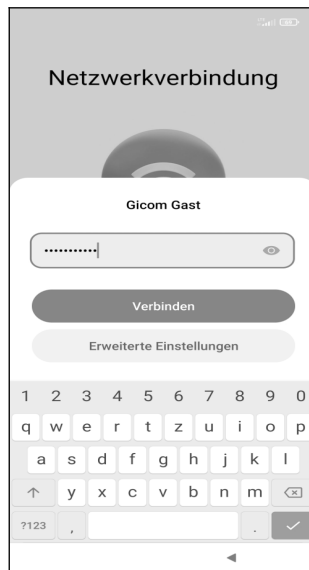 Netzwerkverbindung
Gicom Gast
•••••••••••
Verbinden
Erweiterte Einstellungen
1 2 3 4 5 6 7 8 9 0
q w e r t z u i o p
a s d f g h j k l
y x c v b n m
?123 , .